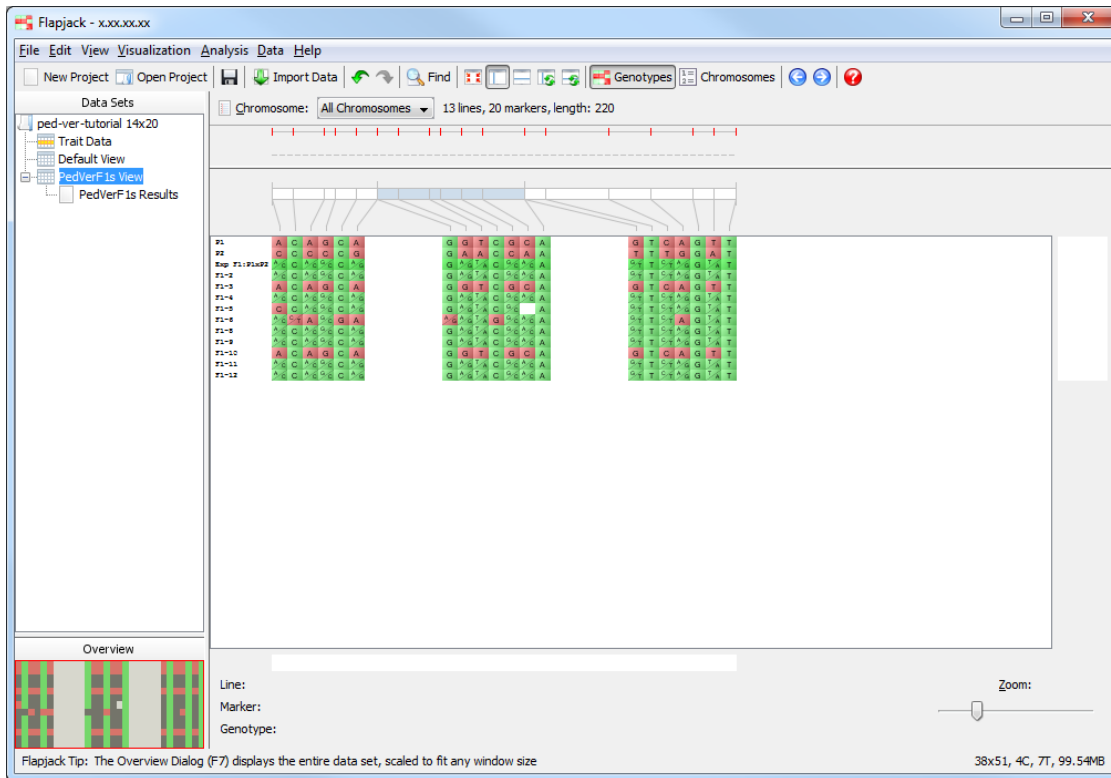 Flapjack - x.xx.xx.xx
File Edit View Visualization Analysis Data Help
New Project Open Project Import Data Find Genotypes Chromosomes
Data Sets
ped-ver-tutorial 14x20
Trait Data
Default View
PedVerF1s View
PedVerF1s Results
Chromosome: All Chromosomes 13 lines, 20 markers, length: 220
P1 A C A G C A G G T C G C A G T C A G T T
P2 C C C C C G G A A C C A A T T T G G A T
Exp F1:P1xP2
F1-2
F1-3 A C A G C A G G T C G C A G T C A G T T
F1-4
F1-5
F1-6
F1-8
F1-9
F1-10 A C A G C A G G T C G C A G T C A G T T
F1-11
F1-12
Overview
Line:
Marker:
Genotype:
Zoom:
Flapjack Tip: The Overview Dialog (F7) displays the entire data set, scaled to fit any window size
38x51, 4C, 7T, 99.54MB